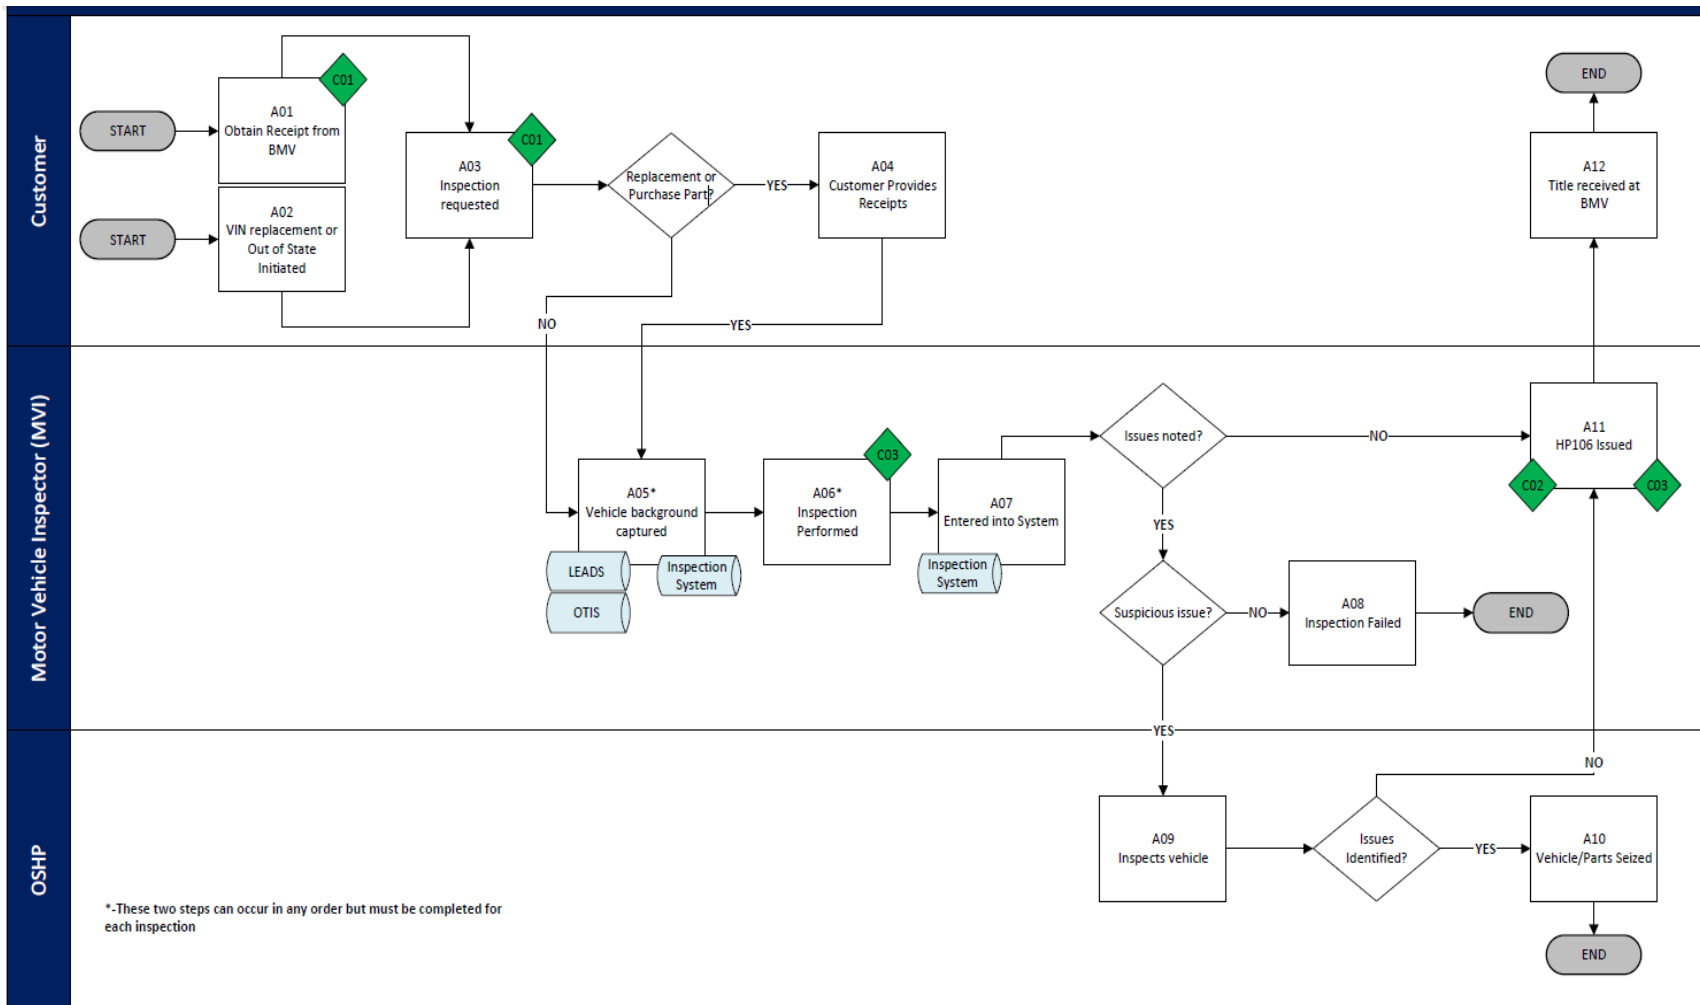 Customer
START
A01
Obtain Receipt from
BMV
C01
START
A02
VIN replacement or
Out of State
Initiated
A03
Inspection
requested
C01
Replacement or
Purchase Part?
YES
A04
Customer Provides
Receipts
NO
YES
END
A12
Title received at
BMV
Motor Vehicle Inspector (MVI)
A05*
Vehicle background
captured
LEADS
OTIS
Inspection
System
A06*
Inspection
Performed
C03
A07
Entered into System
Inspection
System
Issues noted?
NO
YES
A11
HP106 Issued
C02
C03
Suspicious issue?
NO
A08
Inspection Failed
END
YES
OSHP
A09
Inspects vehicle
Issues
Identified?
NO
YES
A10
Vehicle/Parts Seized
END
*-These two steps can occur in any order but must be completed for
each inspection